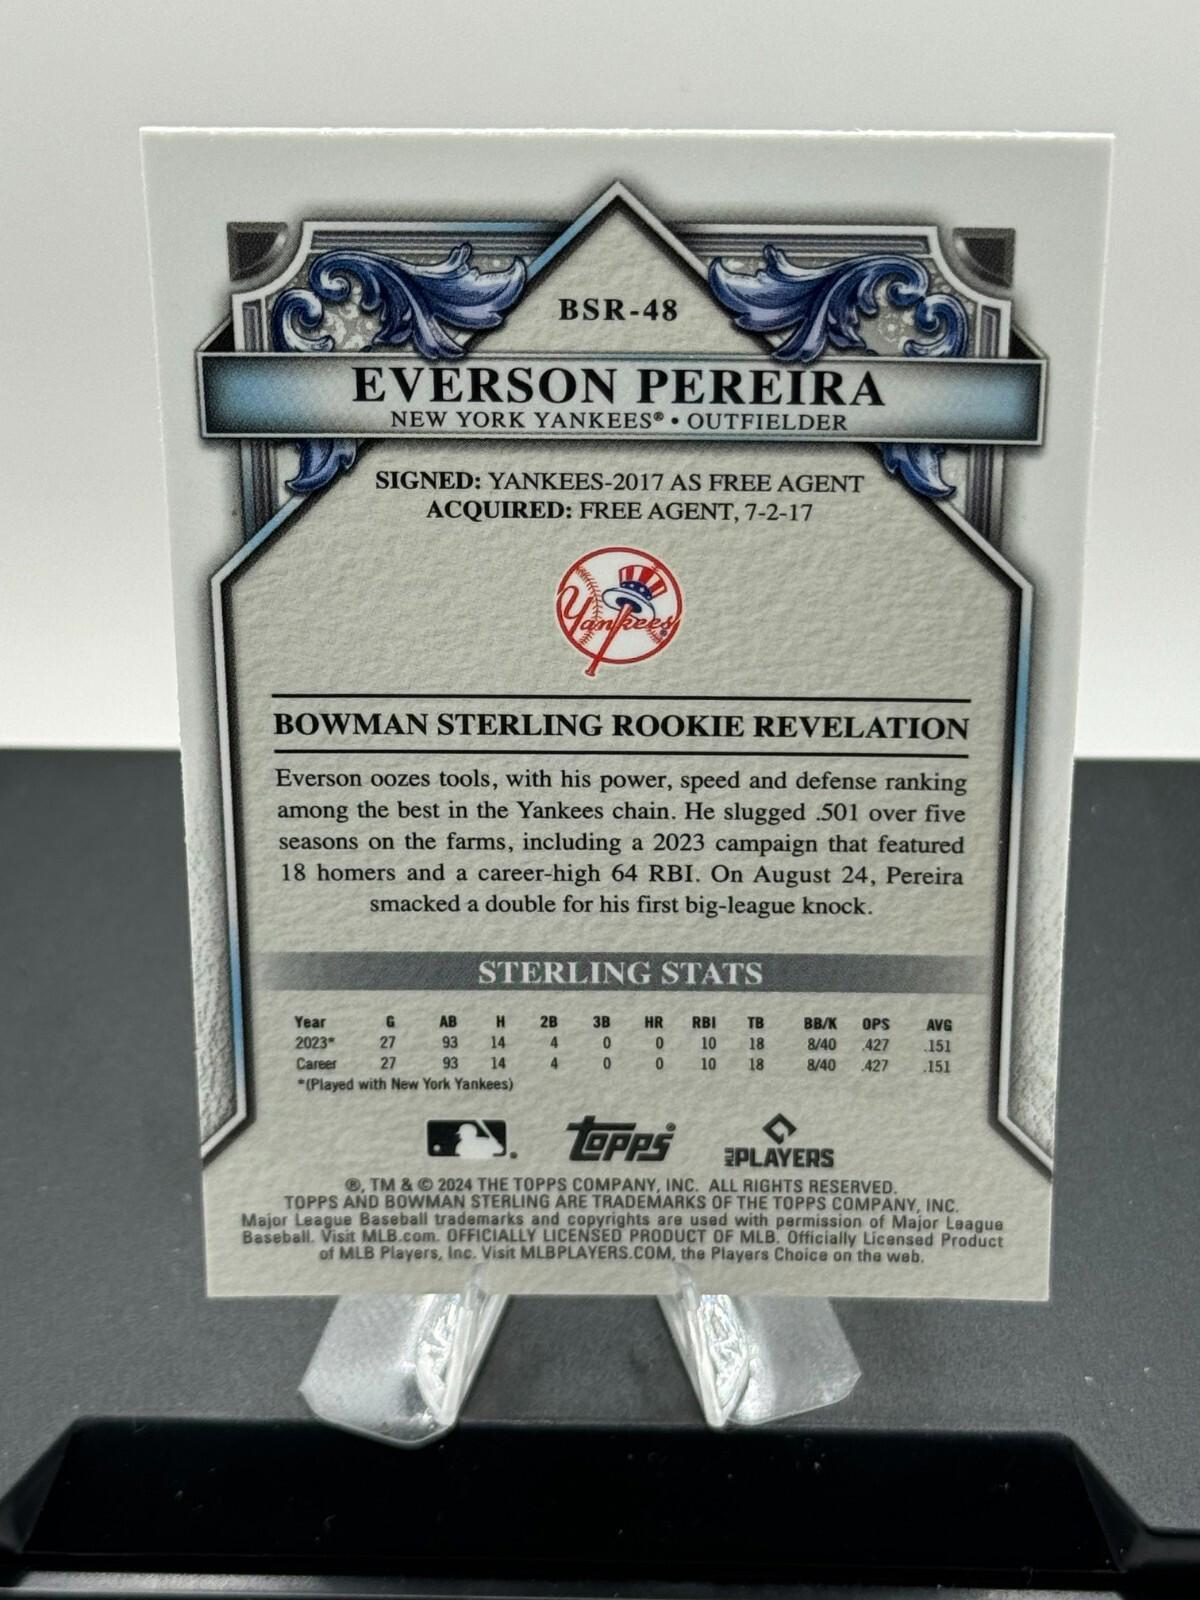 BSR-48
EVERSON PEREIRA
NEW YORK YANKEES® • OUTFIELDER
SIGNED: YANKEES-2017 AS FREE AGENT
ACQUIRED: FREE AGENT, 7-2-17
Yankees
BOWMAN STERLING ROOKIE REVELATION
Everson oozes tools, with his power, speed and defense ranking
among the best in the Yankees chain. He slugged .501 over five
seasons on the farms, including a 2023 campaign that featured
18 homers and a career-high 64 RBI. On August 24, Pereira
smacked a double for his first big-league knock.
STERLING STATS
Year G AB H 2B 3B HR RBI TB BB/K OPS AVG
2023* 27 93 14 4 0 0 10 18 8/40 .427 .151
Career 27 93 14 4 0 0 10 18 8/40 .427 .151
*(Played with New York Yankees)
Topps® MLB PLAYERS
®, TM & © 2024 THE TOPPS COMPANY, INC. ALL RIGHTS RESERVED.
TOPPS AND BOWMAN STERLING ARE TRADEMARKS OF THE TOPPS COMPANY, INC.
Major League Baseball trademarks and copyrights are used with permission of Major League
Baseball. Visit MLB.com. OFFICIALLY LICENSED PRODUCT OF MLB. Officially Licensed Product
of MLB Players, Inc. Visit MLBPLAYERS.COM, the Players Choice on the web.